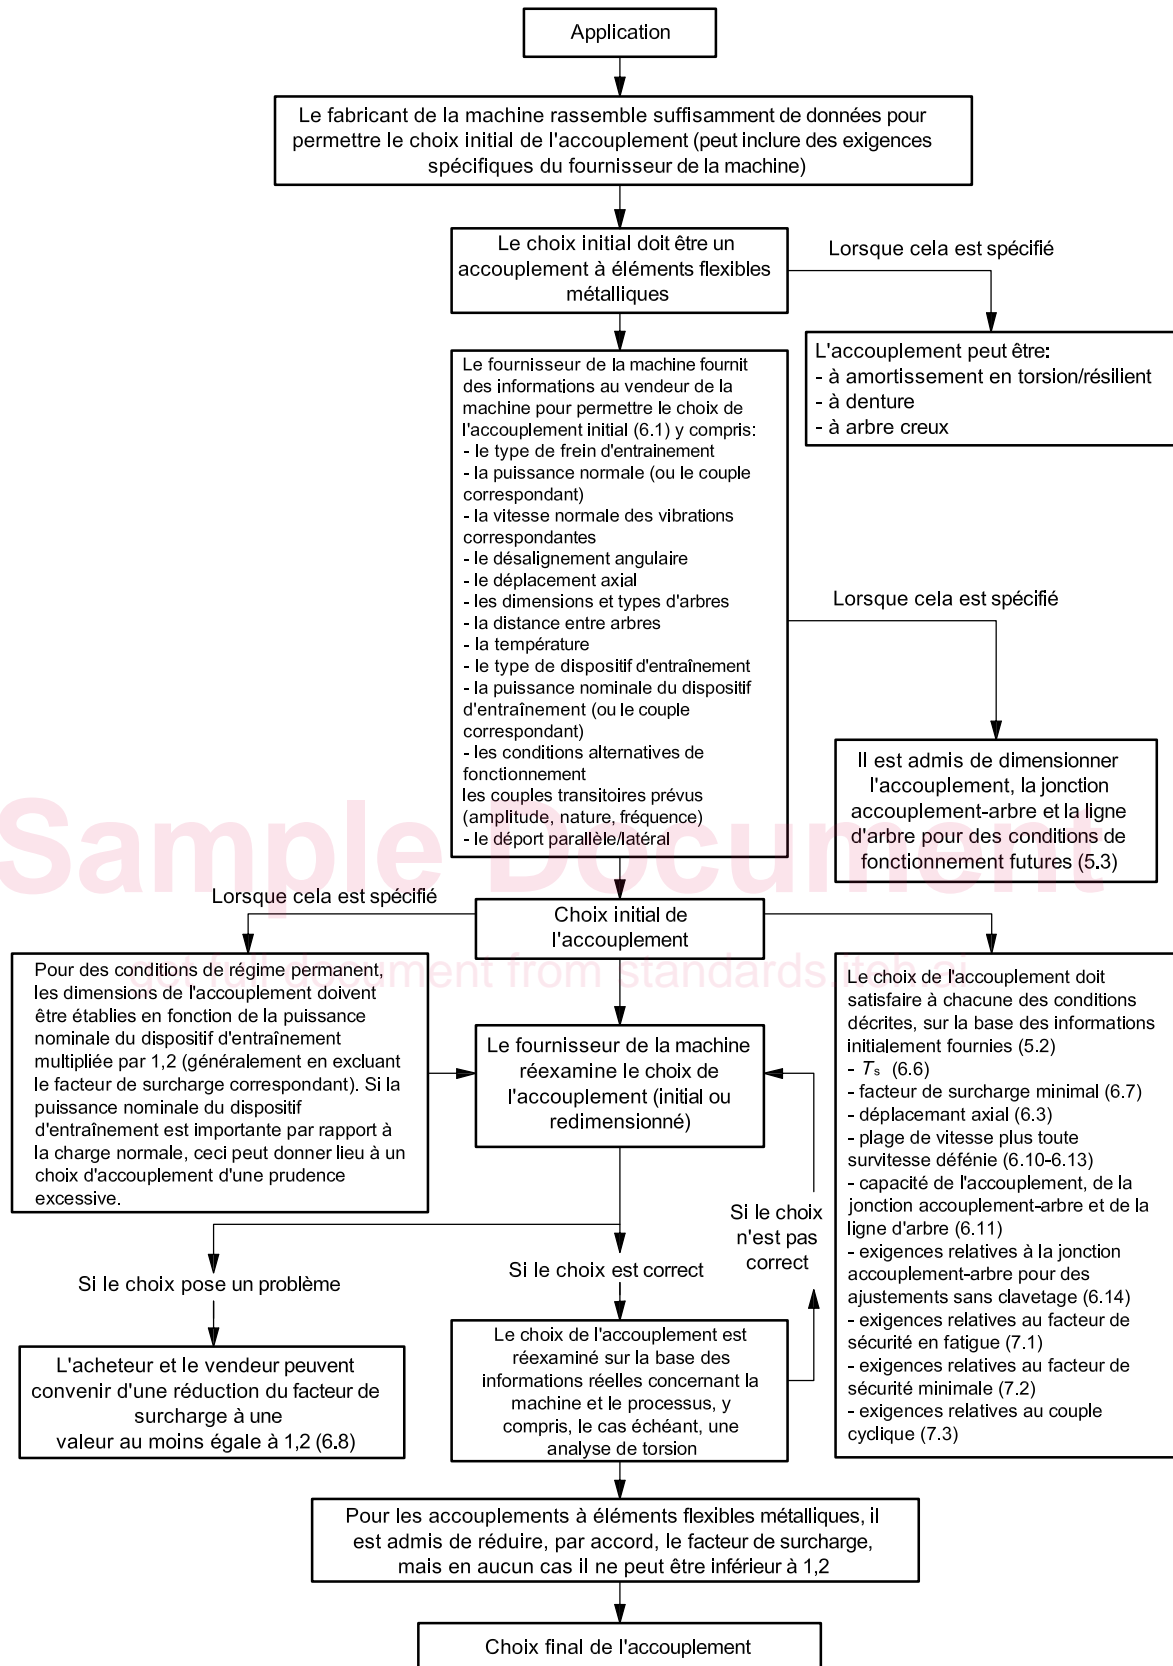 Application
Le fabricant de la machine rassemble suffisamment de données pour
permettre le choix initial de l'accouplement (peut inclure des exigences
spécifiques du fournisseur de la machine)
Le choix initial doit être un
accouplement à éléments flexibles
métalliques
Lorsque cela est spécifié
L'accouplement peut être:
- à amortissement en torsion/résilient
- à denture
- à arbre creux
Le fournisseur de la machine fournit
des informations au vendeur de la
machine pour permettre le choix de
l'accouplement initial (6.1) y compris:
- le type de frein d'entrainement
- la puissance normale (ou le couple
correspondant)
- la vitesse normale des vibrations
correspondantes
- le désalignement angulaire
- le déplacement axial
- les dimensions et types d'arbres
- la distance entre arbres
- la température
- le type de dispositif d'entraînement
- la puissance nominale du dispositif
d'entraînement (ou le couple
correspondant)
- les conditions alternatives de
fonctionnement
les couples transitoires prévus
(amplitude, nature, fréquence)
- le déport parallèle/latéral
Lorsque cela est spécifié
Il est admis de dimensionner
l'accouplement, la jonction
accouplement-arbre et la ligne
d'arbre pour des conditions de
fonctionnement futures (5.3)
Sample Document
get full document from standards.iteh.ai
Lorsque cela est spécifié
Choix initial de
l'accouplement
Pour des conditions de régime permanent,
les dimensions de l'accouplement doivent
être établies en fonction de la puissance
nominale du dispositif d'entraînement
multipliée par 1,2 (généralement en excluant
le facteur de surcharge correspondant). Si la
puissance nominale du dispositif
d'entraînement est importante par rapport à
la charge normale, ceci peut donner lieu à un
choix d'accouplement d'une prudence
excessive.
Le fournisseur de la machine
réexamine le choix de
l'accouplement (initial ou
redimensionné)
Le choix de l'accouplement doit
satisfaire à chacune des conditions
décrites, sur la base des informations
initialement fournies (5.2)
- Ts (6.6)
- facteur de surcharge minimal (6.7)
- déplacemant axial (6.3)
- plage de vitesse plus toute
survitesse défénie (6.10-6.13)
- capacité de l'accouplement, de la
jonction accouplement-arbre et de la
ligne d'arbre (6.11)
- exigences relatives à la jonction
accouplement-arbre pour des
ajustements sans clavetage (6.14)
- exigences relatives au facteur de
sécurité en fatigue (7.1)
- exigences relatives au facteur de
sécurité minimale (7.2)
- exigences relatives au couple
cyclique (7.3)
Si le choix
n'est pas
correct
Si le choix pose un problème
Si le choix est correct
L'acheteur et le vendeur peuvent
convenir d'une réduction du facteur de
surcharge à une
valeur au moins égale à 1,2 (6.8)
Le choix de l'accouplement est
réexaminé sur la base des
informations réelles concernant la
machine et le processus, y
compris, le cas échéant, une
analyse de torsion
Pour les accouplements à éléments flexibles métalliques, il
est admis de réduire, par accord, le facteur de surcharge,
mais en aucun cas il ne peut être inférieur à 1,2
Choix final de l'accouplement